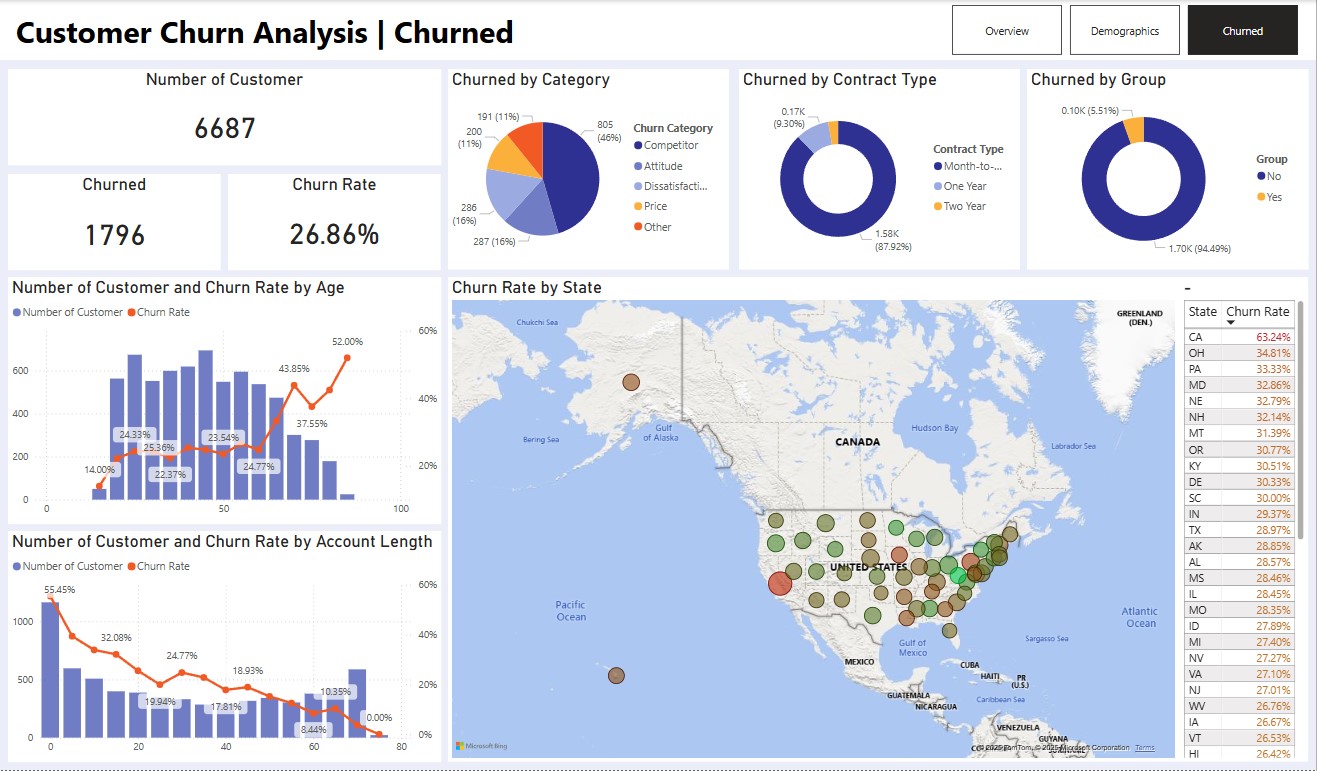 Customer Churn Analysis | Churned
Overview
Demographics
Churned
Number of Customer
6687
Churned
1796
Churn Rate
26.86%
Churned by Category
191 (11%)
200
(11%)
286
(16%)
287 (16%)
805
(46%)
Churn Category
Competitor
Attitude
Dissatisfacti...
Price
Other
Churned by Contract Type
0.17K
(9.30%)
1.58K
(87.92%)
Contract Type
Month-to-...
One Year
Two Year
Churned by Group
0.10K (5.51%)
1.70K (94.49%)
Group
No
Yes
Number of Customer and Churn Rate by Age
Number of Customer Churn Rate
600
400
200
0
0 50 100
60%
40%
20%
14.00%
24.33%
25.36%
22.37%
23.54%
24.77%
43.85%
37.55%
52.00%
Number of Customer and Churn Rate by Account Length
Number of Customer Churn Rate
1000
500
0
0 20 40 60 80
60%
40%
20%
0%
55.45%
32.08%
19.94%
24.77%
17.81%
18.93%
8.44%
10.35%
0.00%
Churn Rate by State
Chukchi Sea
GREENLAND
(DEN.)
Bering Sea
Gulf
of Alaska
CANADA
Hudson Bay
Labrador Sea
UNITED STATES
Pacific
Ocean
Atlantic
Ocean
Gulf of
Mexico
Sargasso Sea
MEXICO
CUBA
HAITI
PR
(U.S.)
GUATEMALA
Caribbean Sea
NICARAGUA
VENEZUELA
GUYANA
Microsoft Bing
© 2025 TomTom, © 2025 Microsoft Corporation Terms
-
State Churn Rate
CA 63.24%
OH 34.81%
PA 33.33%
MD 32.86%
NE 32.79%
NH 32.14%
MT 31.39%
OR 30.77%
KY 30.51%
DE 30.33%
SC 30.00%
IN 29.37%
TX 28.97%
AK 28.85%
AL 28.57%
MS 28.46%
IL 28.45%
MO 28.35%
ID 27.89%
MI 27.40%
NV 27.27%
VA 27.10%
NJ 27.01%
WV 26.76%
IA 26.67%
VT 26.53%
HI 26.42%